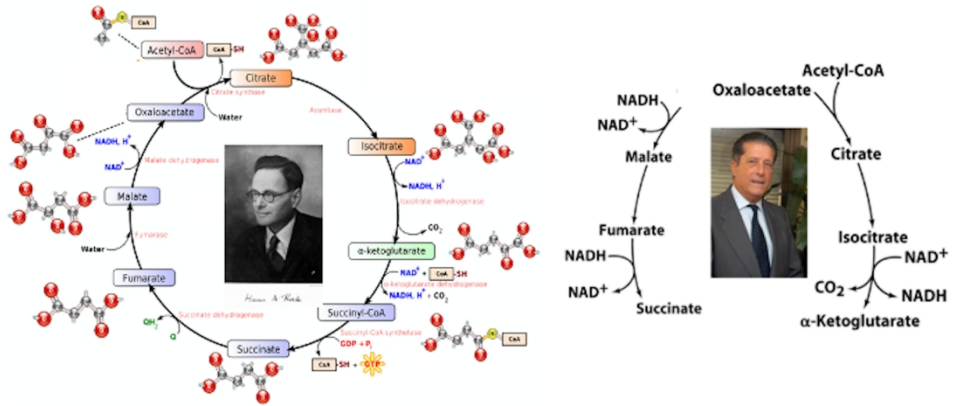 S
CoA
Acetyl-CoA
CoA
-SH
Citrate
Citrate synthase
Water
Aconitase
Oxaloacetate
NADH, H+
NAD+
Malate dehydrogenase
Isocitrate
NAD+
NADH, H+
Isocitrate dehydrogenase
CO2
Malate
Water
Fumarase
α-ketoglutarate
NAD+ + CoA -SH
α-Ketoglutarate dehydrogenase
NADH, H+ + CO2
Fumarate
Succinate dehydrogenase
QH2
Q
Succinyl-CoA
Succinyl-CoA synthetase
GDP + Pi
CoA -SH + GTP
CoA
Succinate
NADH
NAD+
Malate
Fumarate
NADH
NAD+
Succinate
Acetyl-CoA
Oxaloacetate
Citrate
Isocitrate
NAD+
CO2
NADH
α-Ketoglutarate